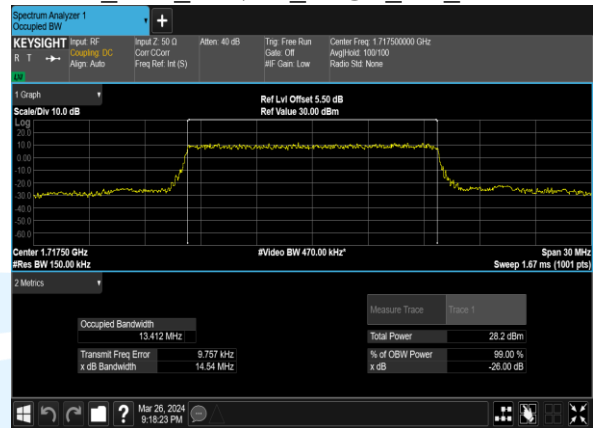 Spectrum Analyzer 1
Occupied BW
KEYSIGHT Input: RF Input Z: 50 Ω Atten: 40 dB Trig: Free Run Center Freq: 1.717500000 GHz
Coupling: DC Corr CCorr Gate: Off Avg|Hold: 100/100
R T Align: Auto Freq Ref: Int (S) #IF Gain: Low Radio Std: None
1 Graph
Ref Lvl Offset 5.50 dB
Scale/Div 10.0 dB Ref Value 30.00 dBm
Log
20.0
10.0
0.00
-10.0
-20.0
-30.0
-40.0
-50.0
-60.0
Center 1.71750 GHz #Video BW 470.00 kHz* Span 30 MHz
#Res BW 150.00 kHz Sweep 1.67 ms (1001 pts)
2 Metrics
Measure Trace Trace 1
Occupied Bandwidth
13.412 MHz
Total Power 28.2 dBm
Transmit Freq Error 9.757 kHz % of OBW Power 99.00 %
x dB Bandwidth 14.54 MHz x dB -26.00 dB
?
Mar 26, 2024
9:18:23 PM